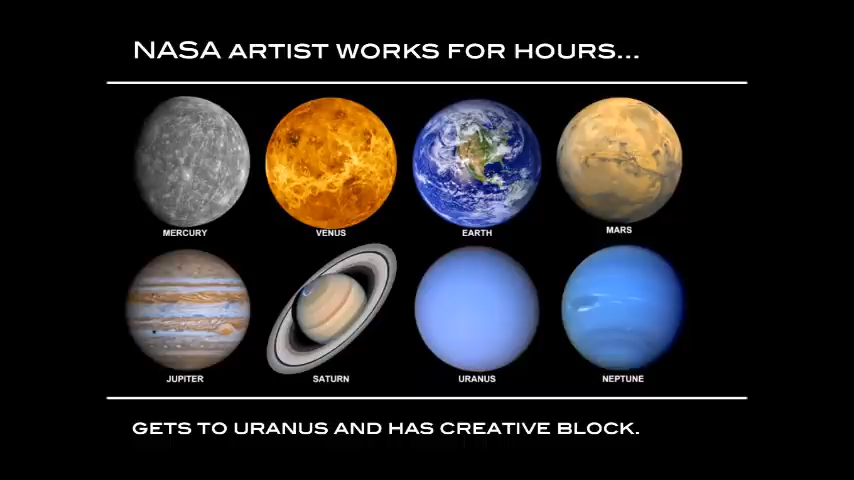 NASA ARTIST WORKS FOR HOURS...
MERCURY
VENUS
EARTH
MARS
JUPITER
SATURN
URANUS
NEPTUNE
GETS TO URANUS AND HAS CREATIVE BLOCK.